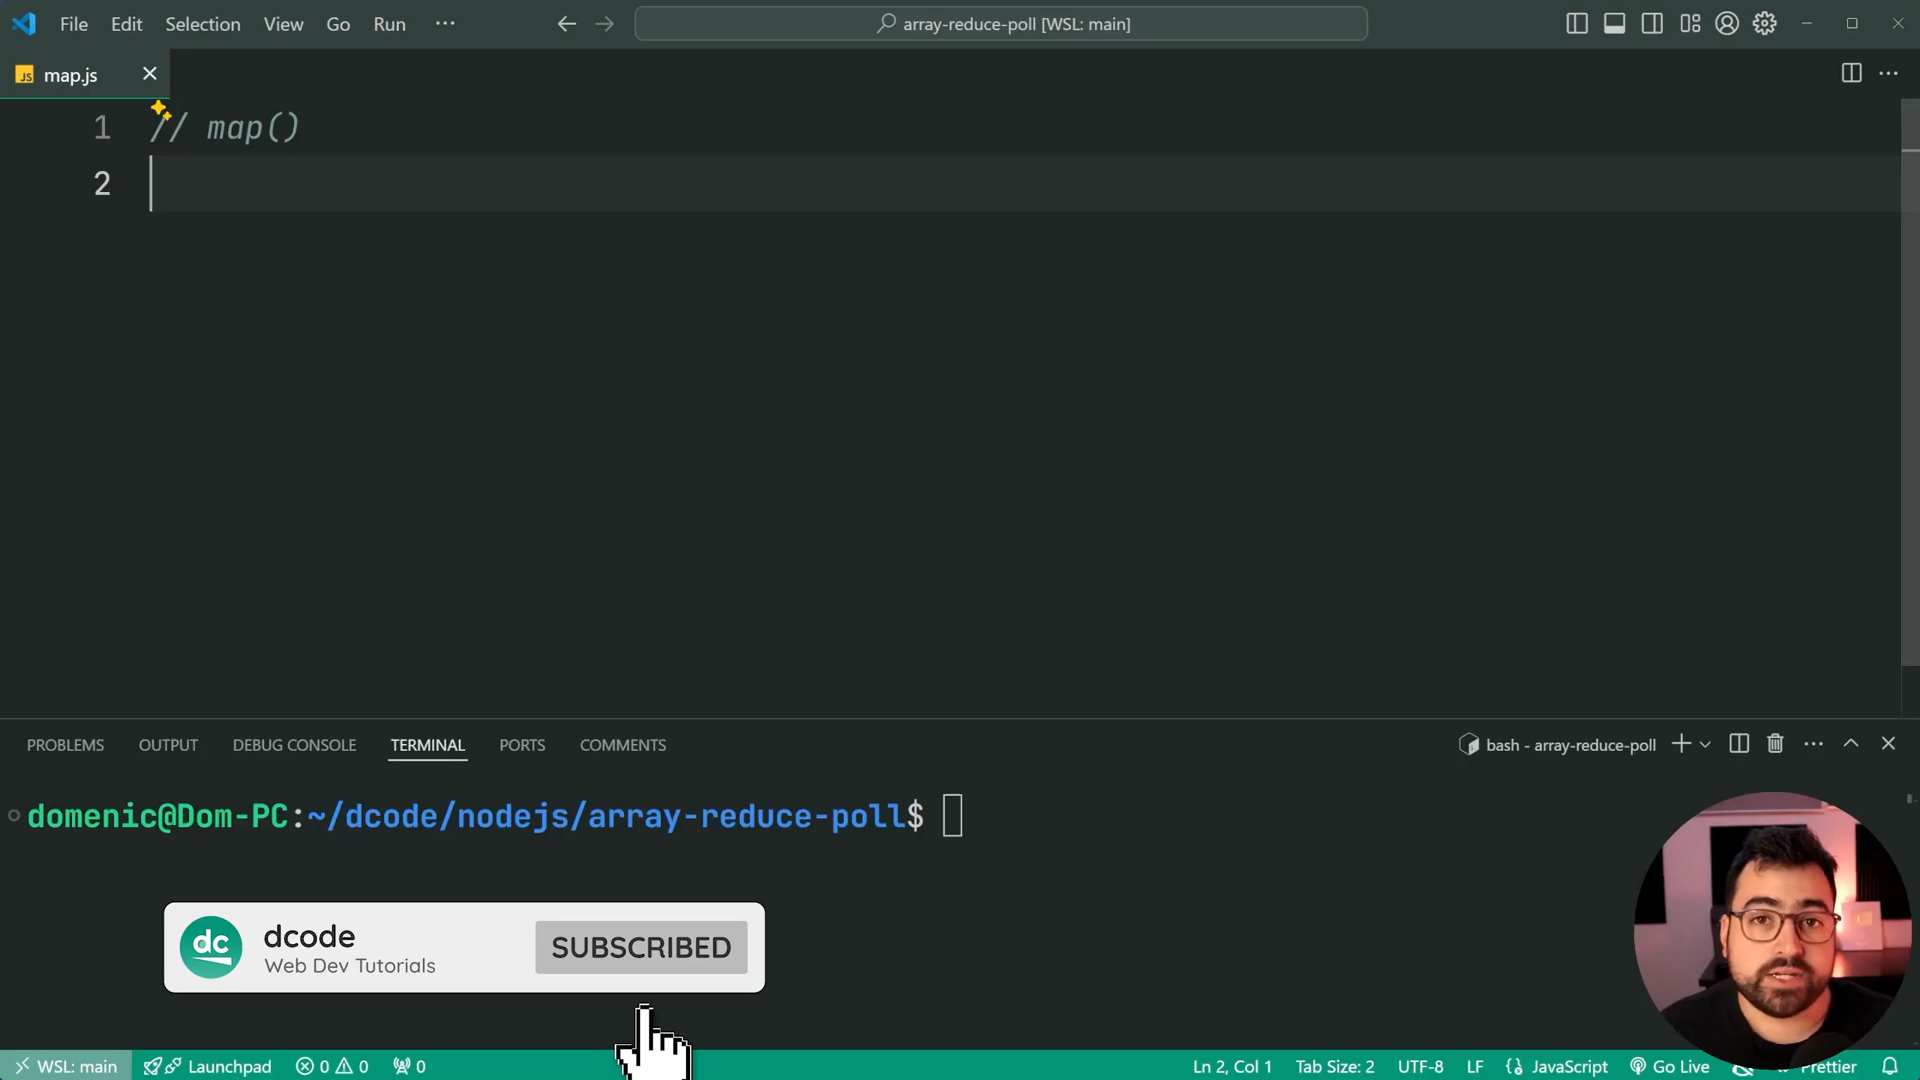 File Edit Selection View Go Run ···
array-reduce-poll [WSL: main]
JS map.js
1 // map()
2
PROBLEMS OUTPUT DEBUG CONSOLE TERMINAL PORTS COMMENTS
bash - array-reduce-poll
domenic@Dom-PC:~/dcode/nodejs/array-reduce-poll$
dc
dcode
Web Dev Tutorials
SUBSCRIBED
WSL: main Launchpad 0 0 0 Ln 2, Col 1 Tab Size: 2 UTF-8 LF {} JavaScript Go Live Prettier